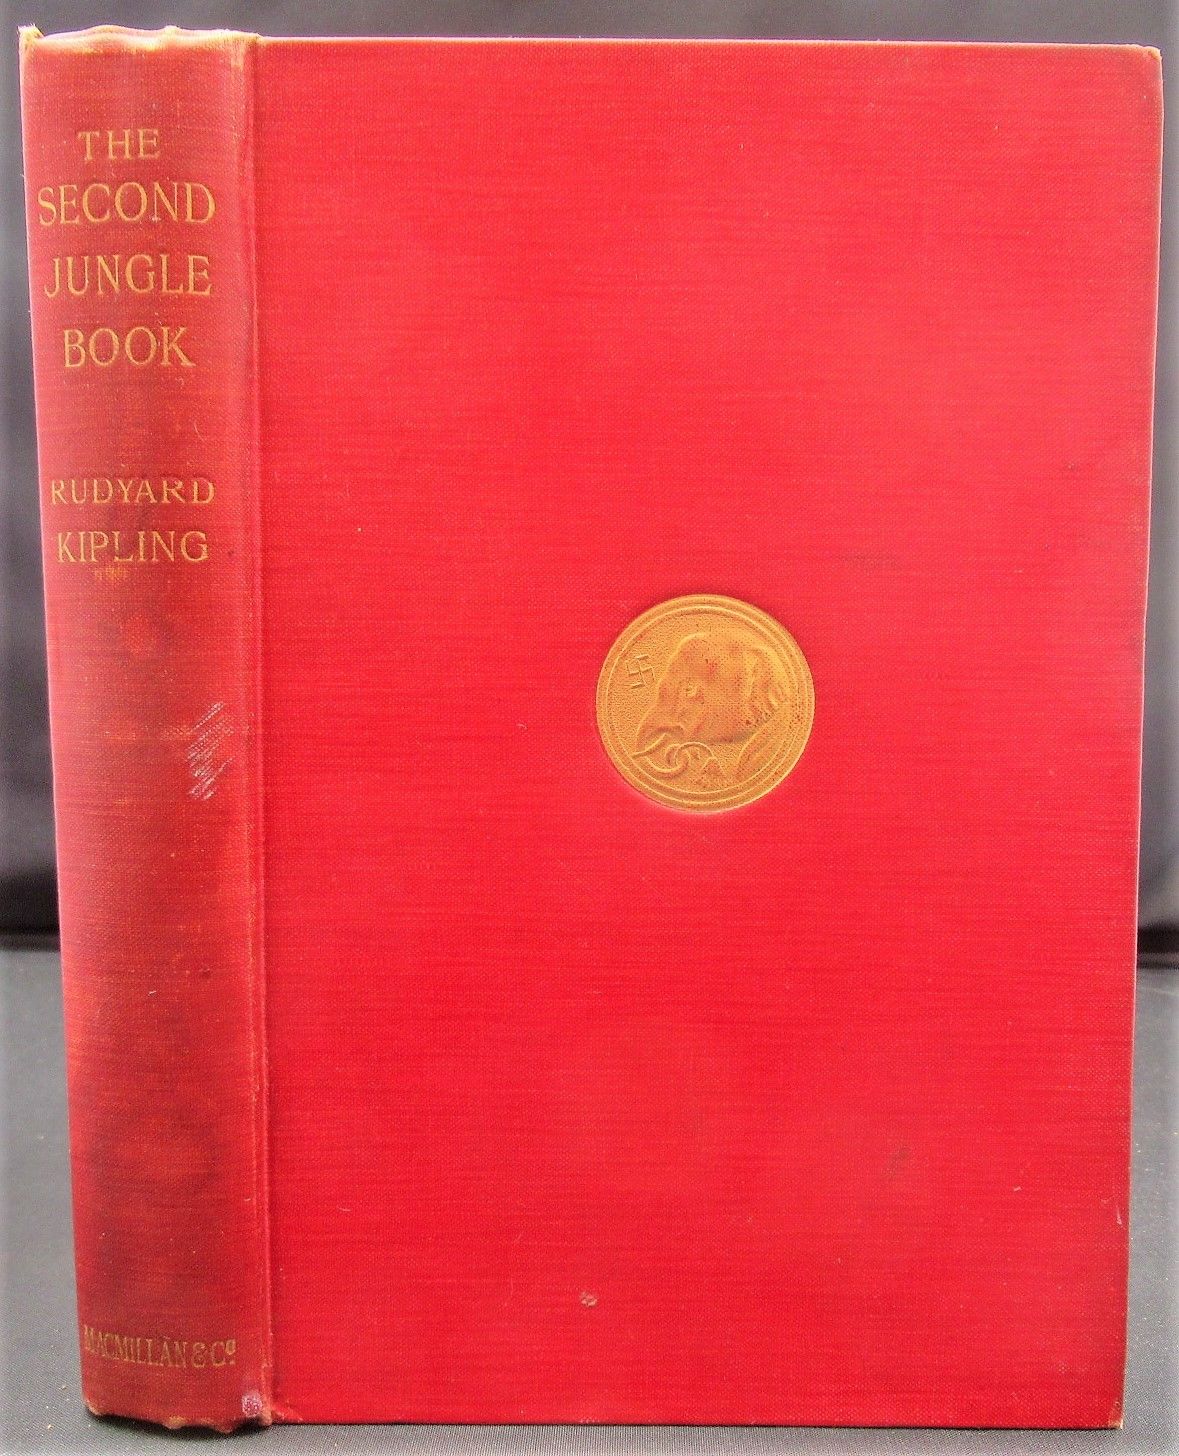 THE
SECOND
JUNGLE
BOOK
RUDYARD
KIPLING
MACMILLAN & Co.